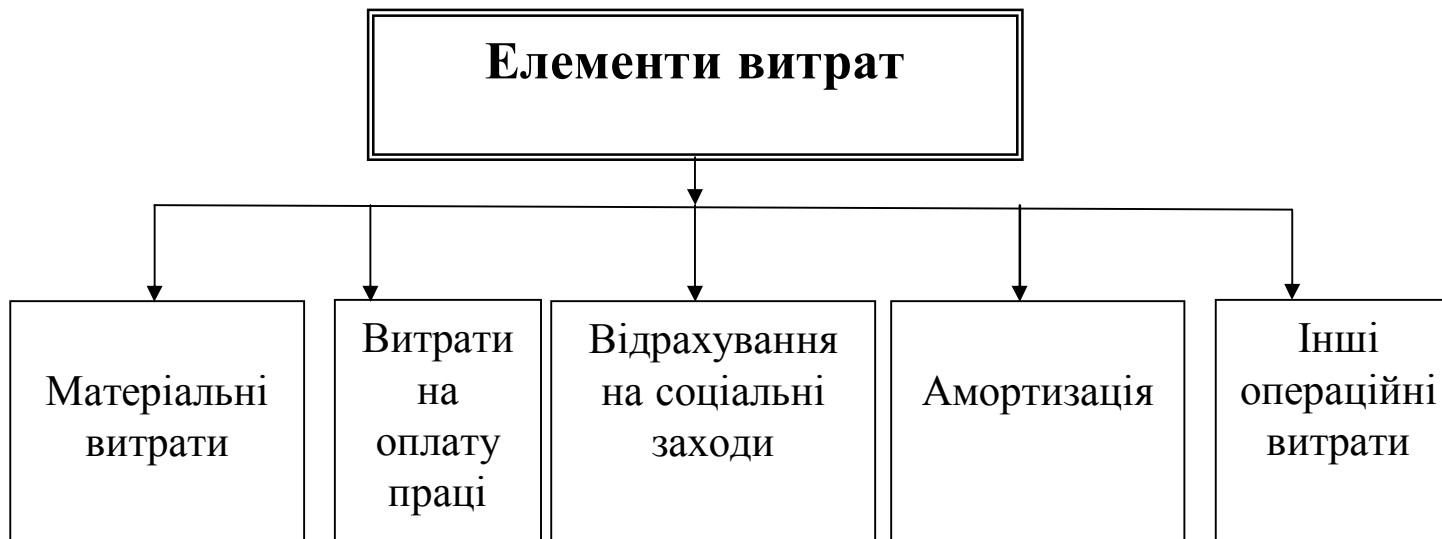 Елементи витрат
Матеріальні
витрати
Витрати
на
оплату
праці
Відрахування
на соціальні
заходи
Амортизація
Інші
операційні
витрати